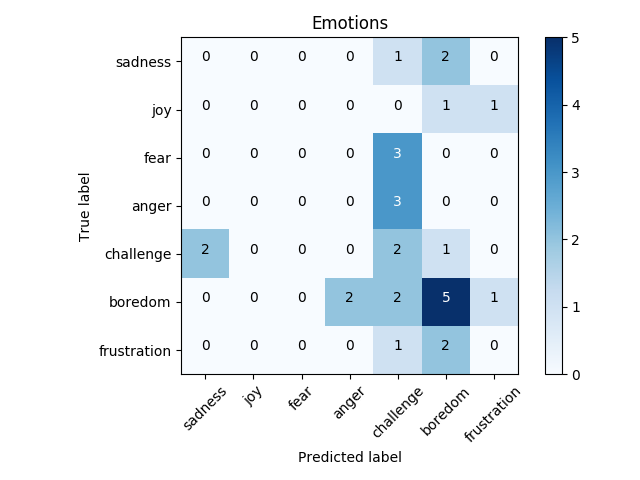 Emotions
True label
sadness 0 0 0 0 1 2 0
joy 0 0 0 0 0 1 1
fear 0 0 0 0 3 0 0
anger 0 0 0 0 3 0 0
challenge 2 0 0 0 2 1 0
boredom 0 0 0 2 2 5 1
frustration 0 0 0 0 1 2 0
sadness joy fear anger challenge boredom frustration
Predicted label
5
4
3
2
1
0